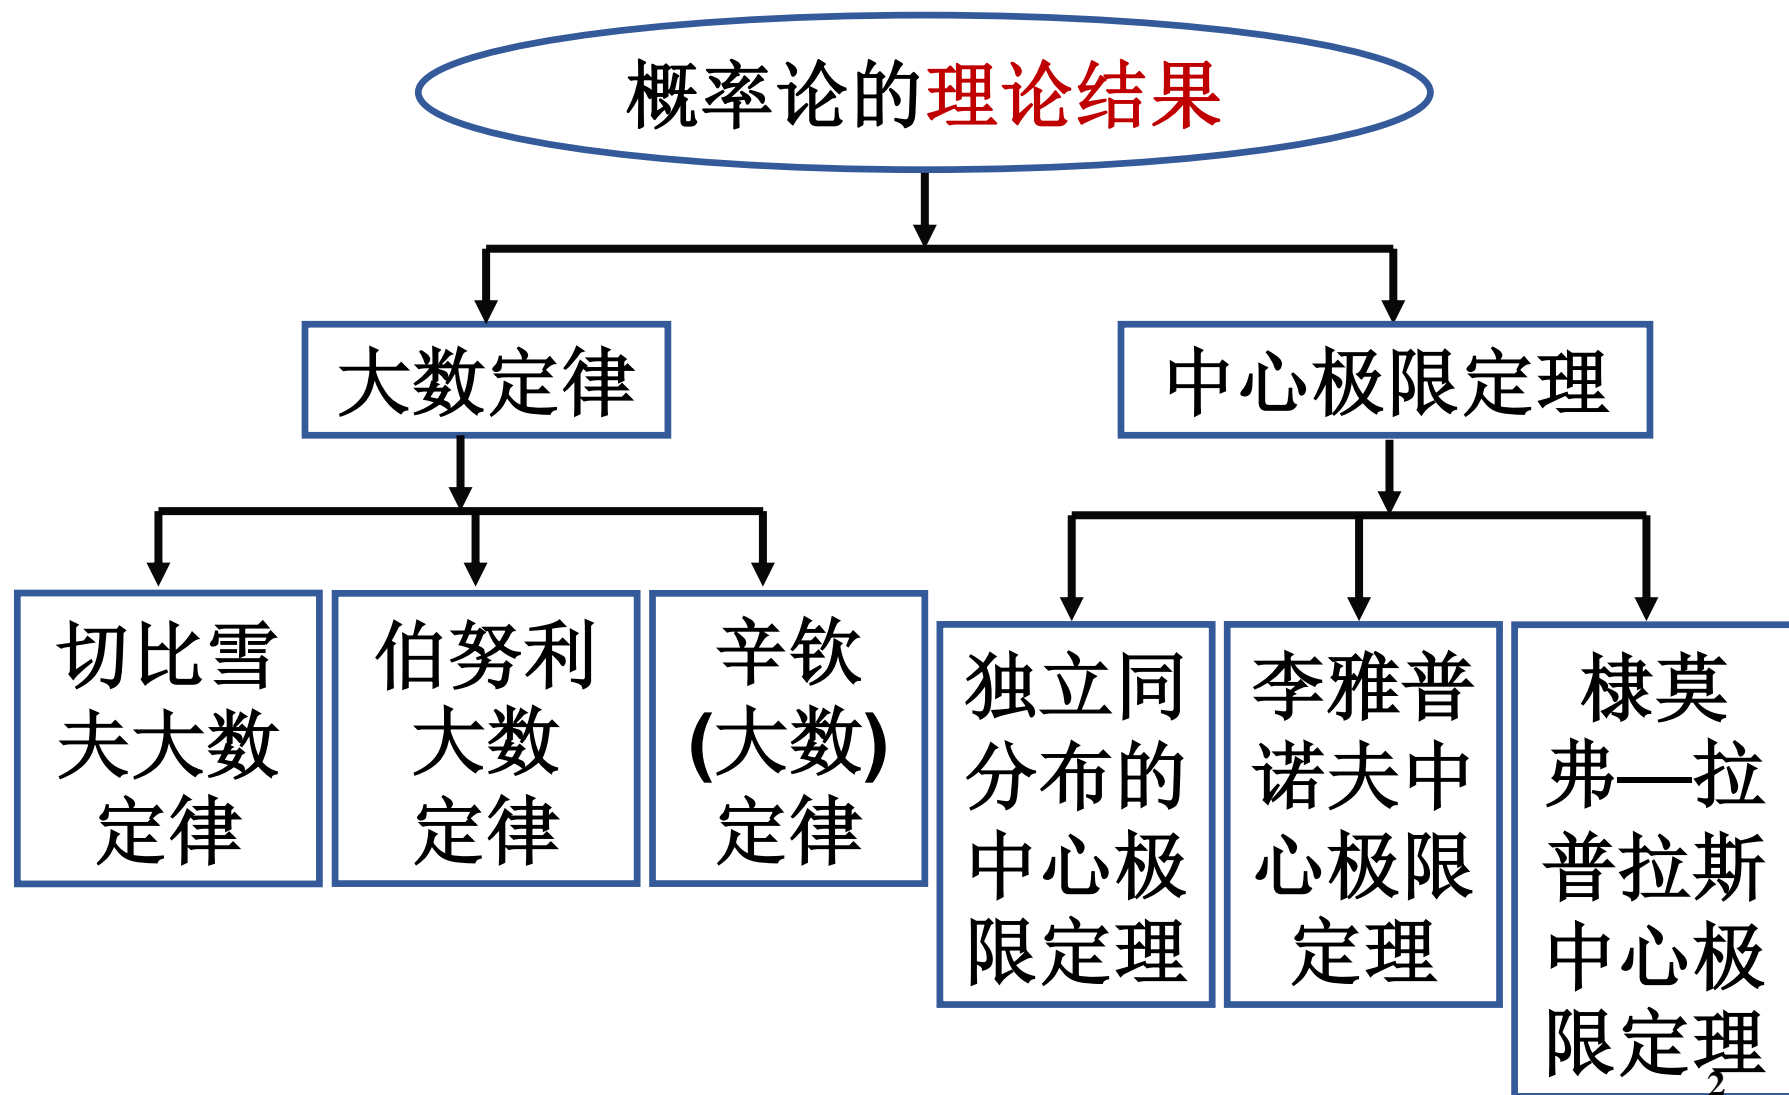 概率论的理论结果
大数定律
中心极限定理
切比雪
夫大数
定律
伯努利
大数
定律
辛钦
(大数)
定律
独立同
分布的
中心极
限定理
李雅普
诺夫中
心极限
定理
棣莫
弗—拉
普拉斯
中心极
限定理
2